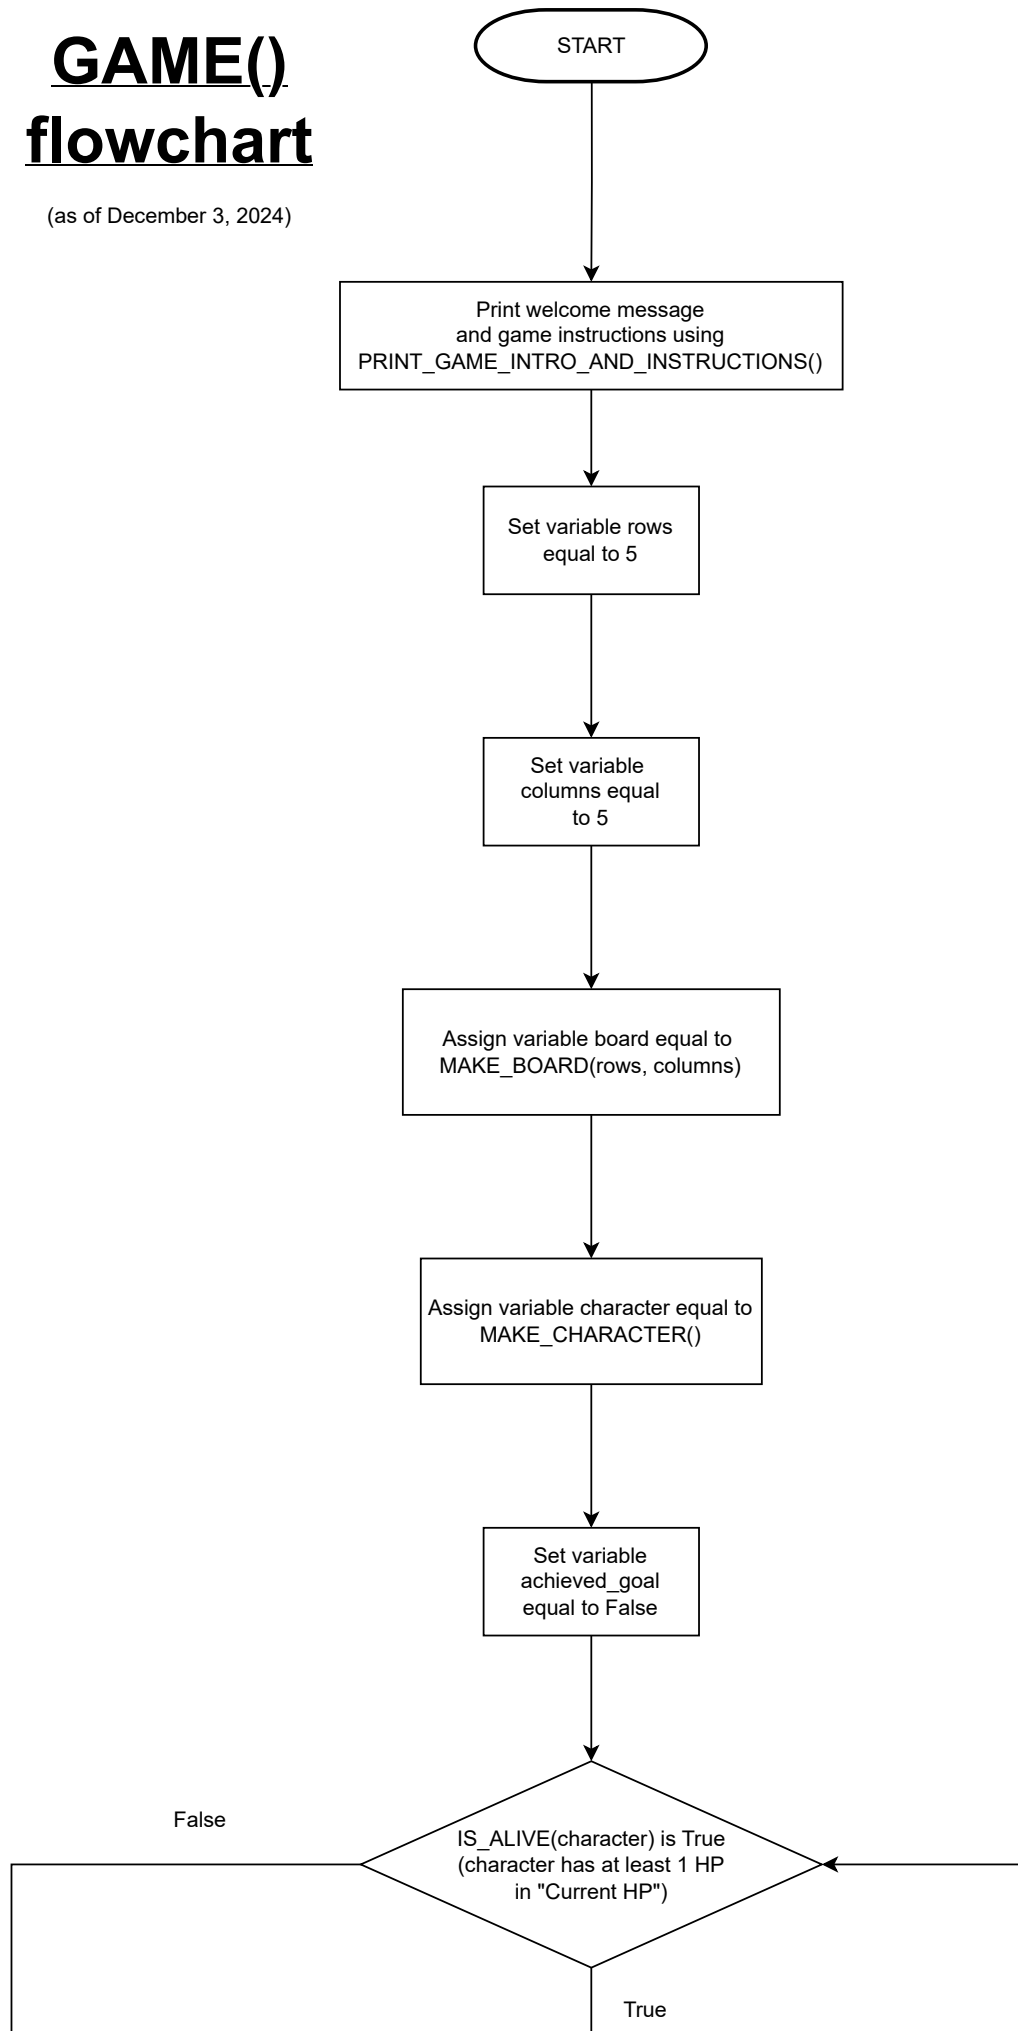 GAME()
flowchart
(as of December 3, 2024)
START
Print welcome message
and game instructions using
PRINT_GAME_INTRO_AND_INSTRUCTIONS()
Set variable rows
equal to 5
Set variable
columns equal
to 5
Assign variable board equal to
MAKE_BOARD(rows, columns)
Assign variable character equal to
MAKE_CHARACTER()
Set variable
achieved_goal
equal to False
False
IS_ALIVE(character) is True
(character has at least 1 HP
in "Current HP")
True